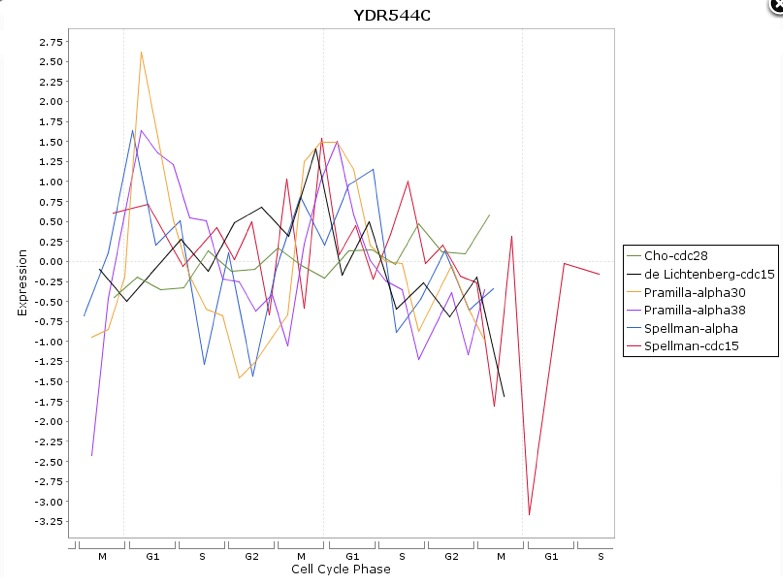 YDR544C
2.75
2.50
2.25
2.00
1.75
1.50
1.25
1.00
0.75
0.50
0.25
0.00
-0.25
-0.50
-0.75
-1.00
-1.25
-1.50
-1.75
-2.00
-2.25
-2.50
-2.75
-3.00
-3.25
Expression
M G1 S G2 M G1 S G2 M G1 S
Cell Cycle Phase
Cho-cdc28
de Lichtenberg-cdc15
Pramilla-alpha30
Pramilla-alpha38
Spellman-alpha
Spellman-cdc15